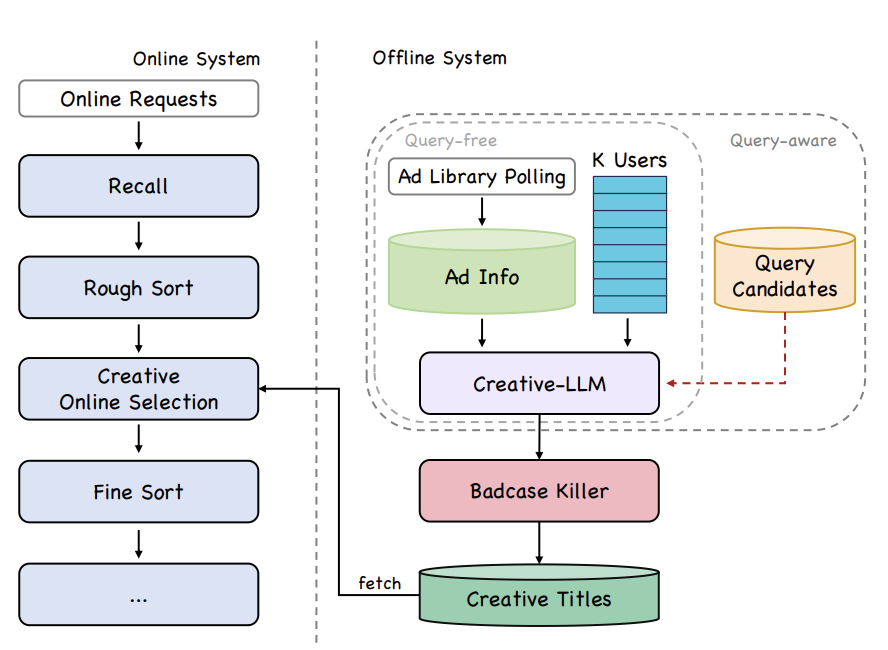 Online System
Online Requests
Recall
Rough Sort
Creative
Online Selection
Fine Sort
...
Offline System
Query-free
Query-aware
Ad Library Polling
K Users
Ad Info
Query
Candidates
Creative-LLM
Badcase Killer
fetch
Creative Titles